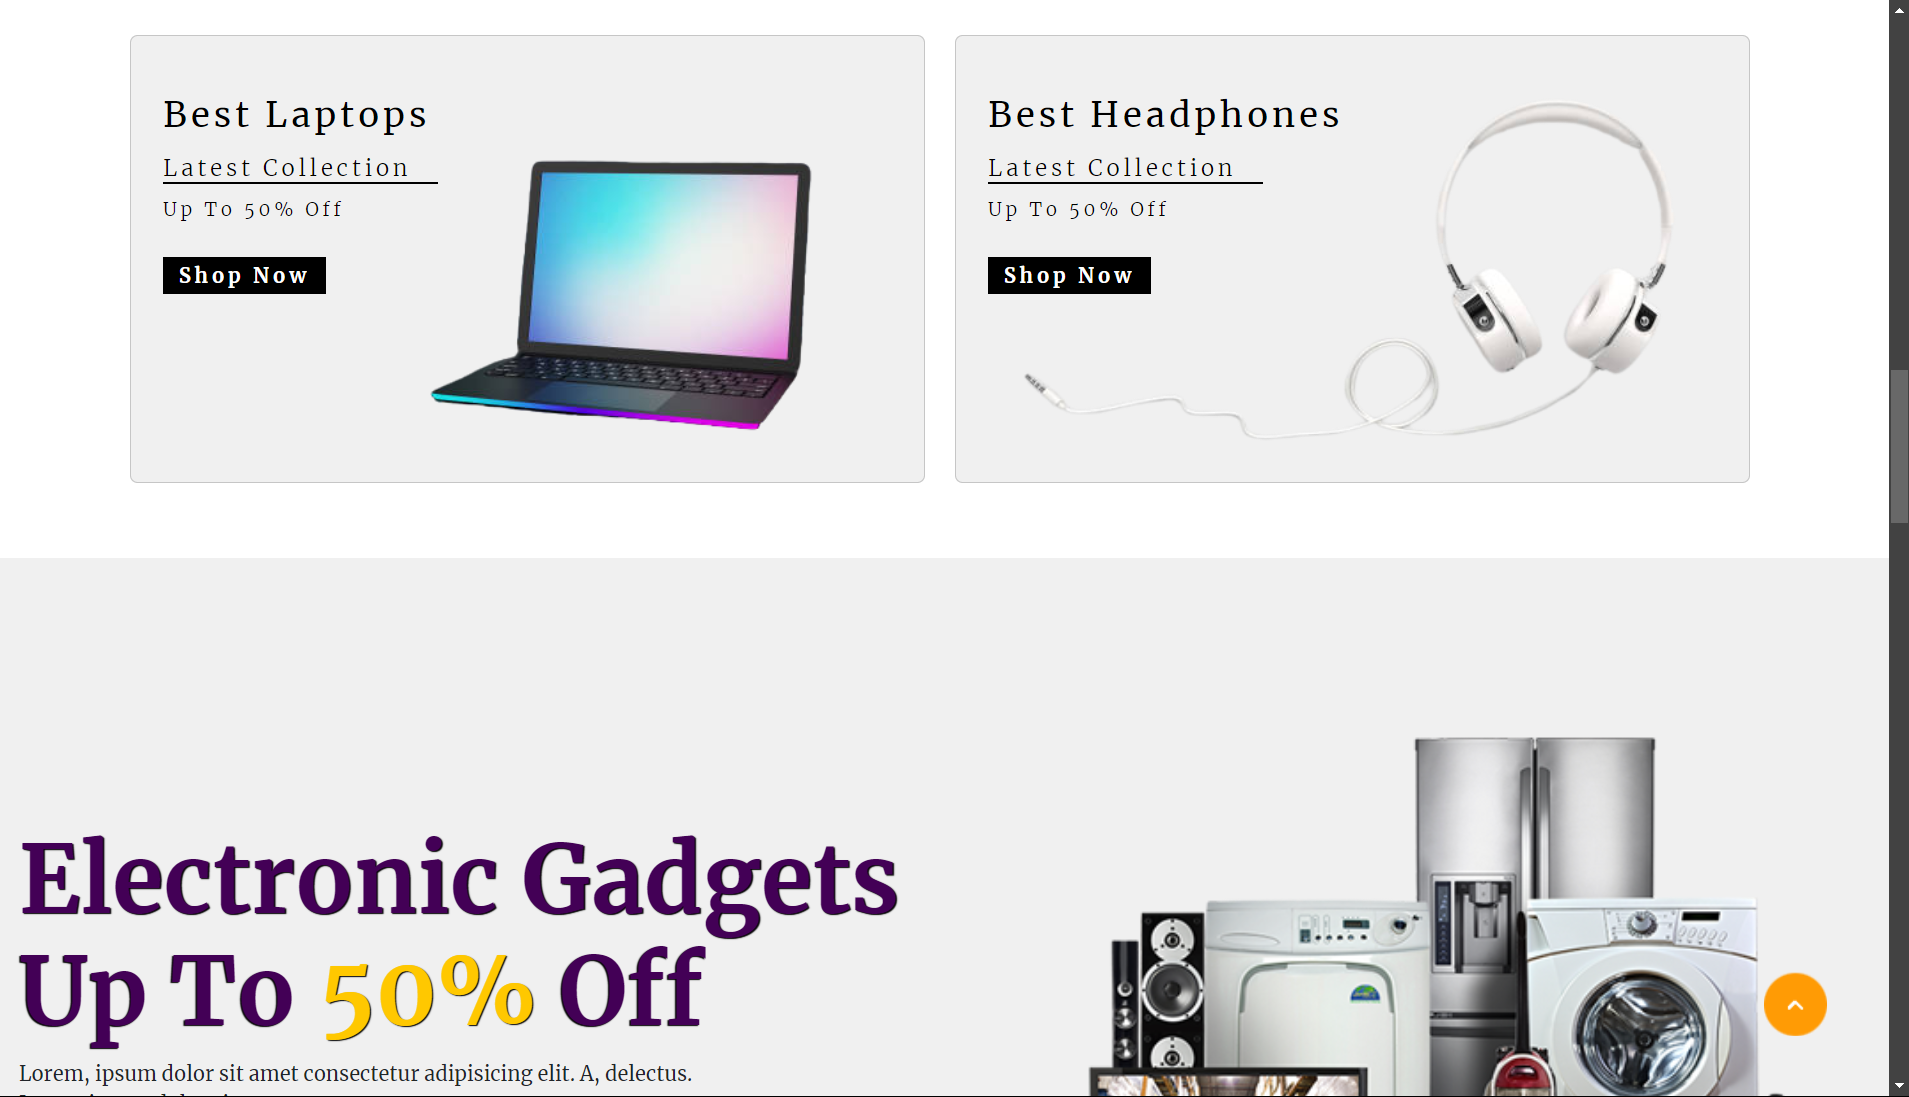 Best Laptops
Latest Collection
Up To 50% Off
Shop Now
Best Headphones
Latest Collection
Up To 50% Off
Shop Now
Electronic Gadgets
Up To 50% Off
Lorem, ipsum dolor sit amet consectetur adipisicing elit. A, delectus.